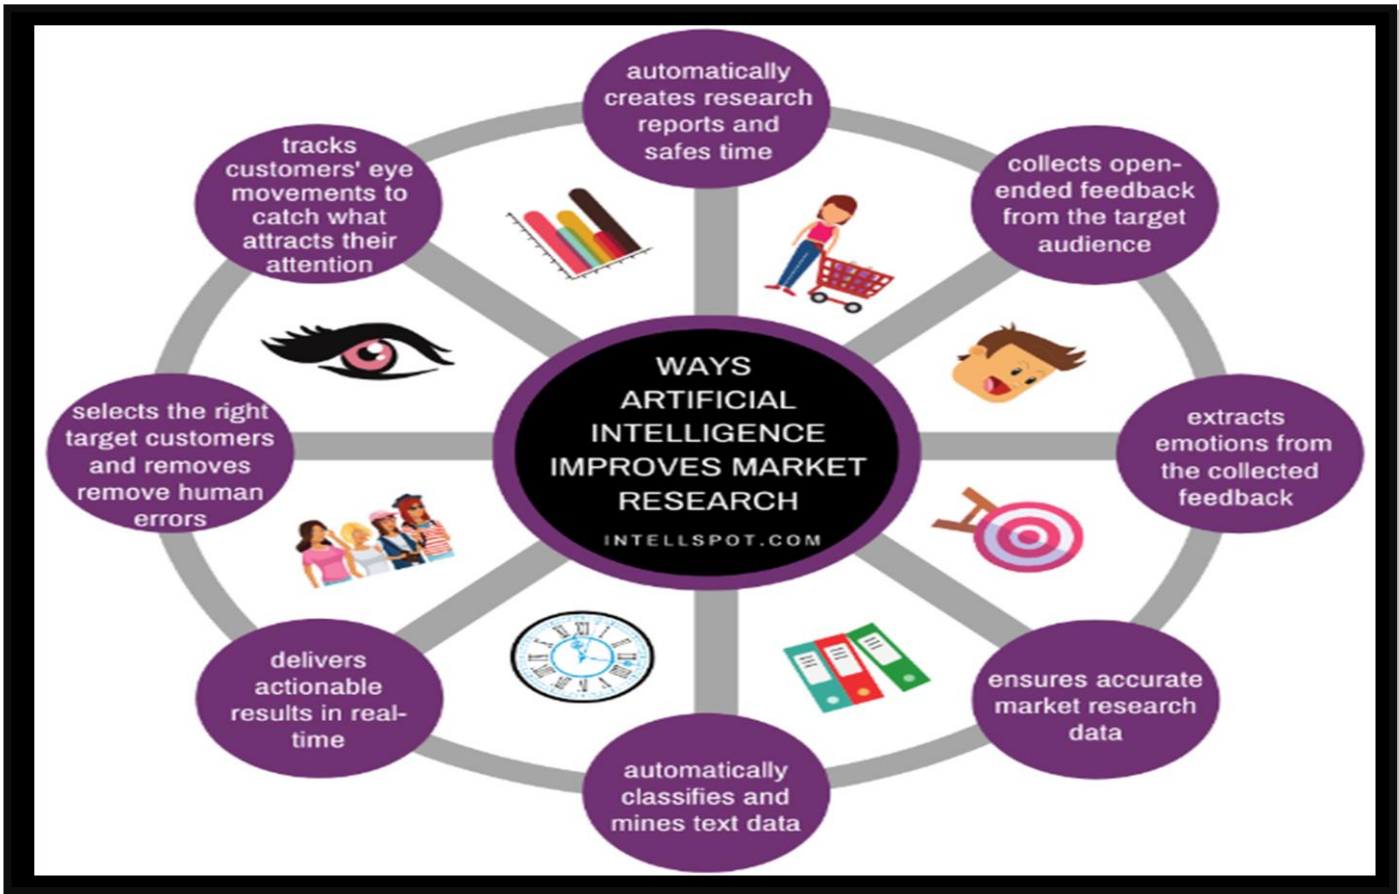 automatically
creates research
reports and
safes time
collects open-
ended feedback
from the target
audience
extracts
emotions from
the collected
feedback
ensures accurate
market research
data
automatically
classifies and
mines text data
delivers
actionable
results in real-
time
selects the right
target customers
and removes
remove human
errors
tracks
customers' eye
movements to
catch what
attracts their
attention
WAYS
ARTIFICIAL
INTELLIGENCE
IMPROVES MARKET
RESEARCH
INTELLSPOT.COM